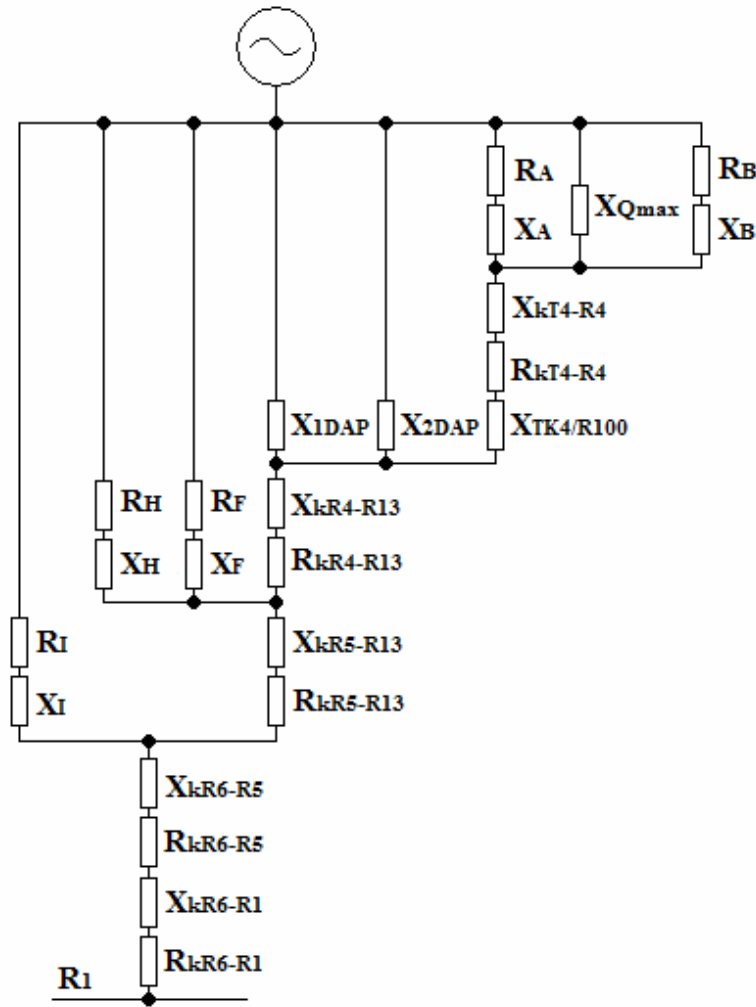 RA
RB
XQmax
XA
XB
XkT4-R4
RkT4-R4
X1DAP
X2DAP
XTK4/R100
RH
RF
XkR4-R13
XH
XF
RkR4-R13
RI
XkR5-R13
XI
RkR5-R13
XkR6-R5
RkR6-R5
XkR6-R1
RkR6-R1
R1